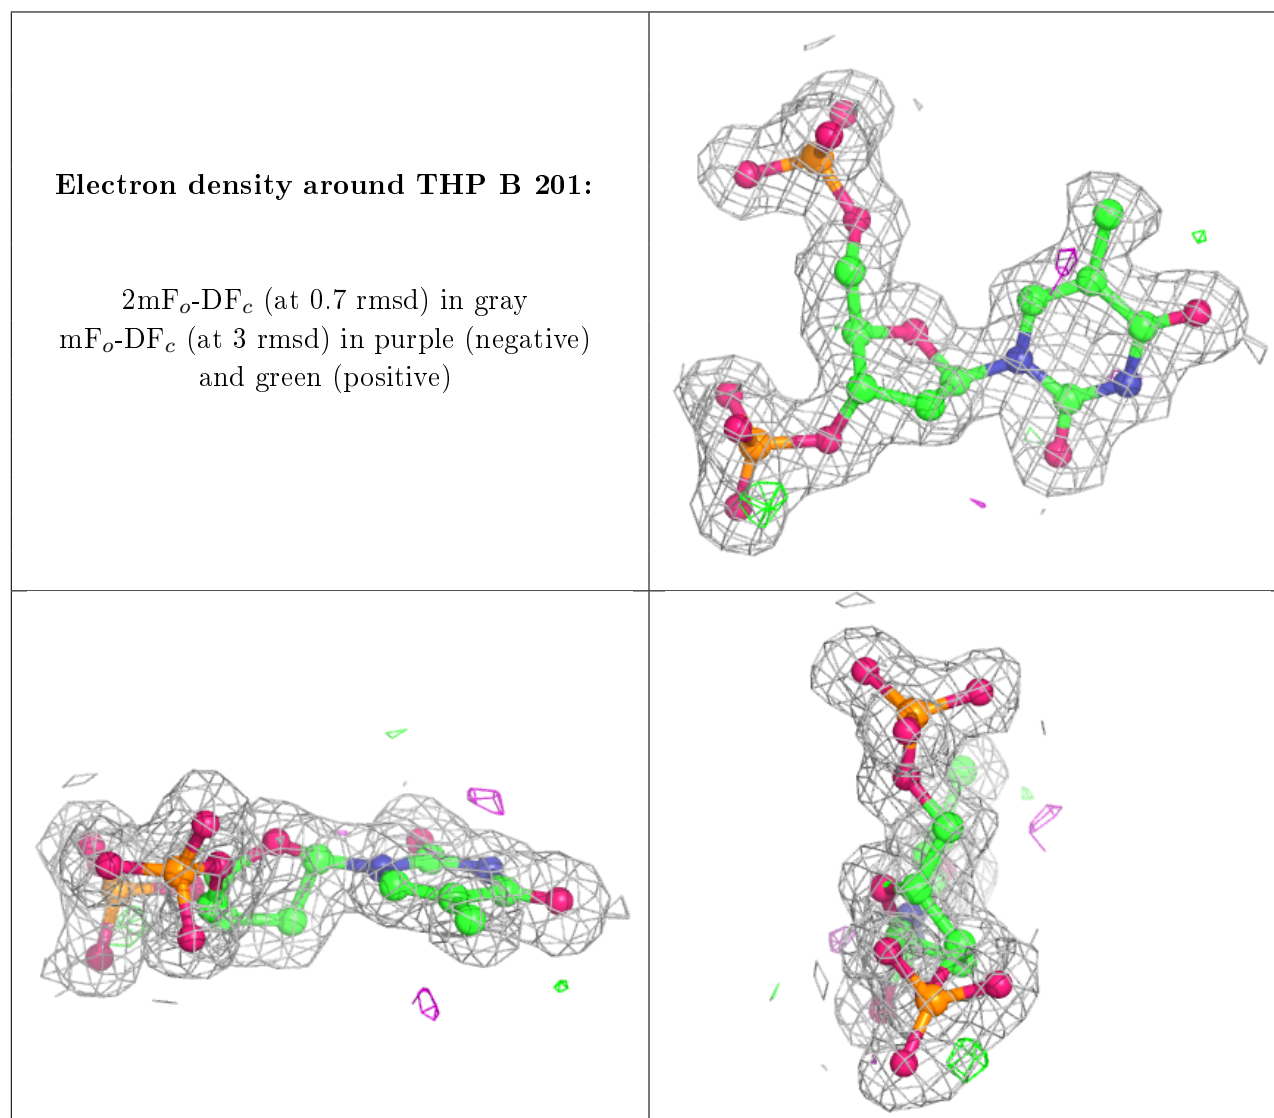 Electron density around THP B 201:
2mFo-DFc (at 0.7 rmsd) in gray
mFo-DFc (at 3 rmsd) in purple (negative)
and green (positive)